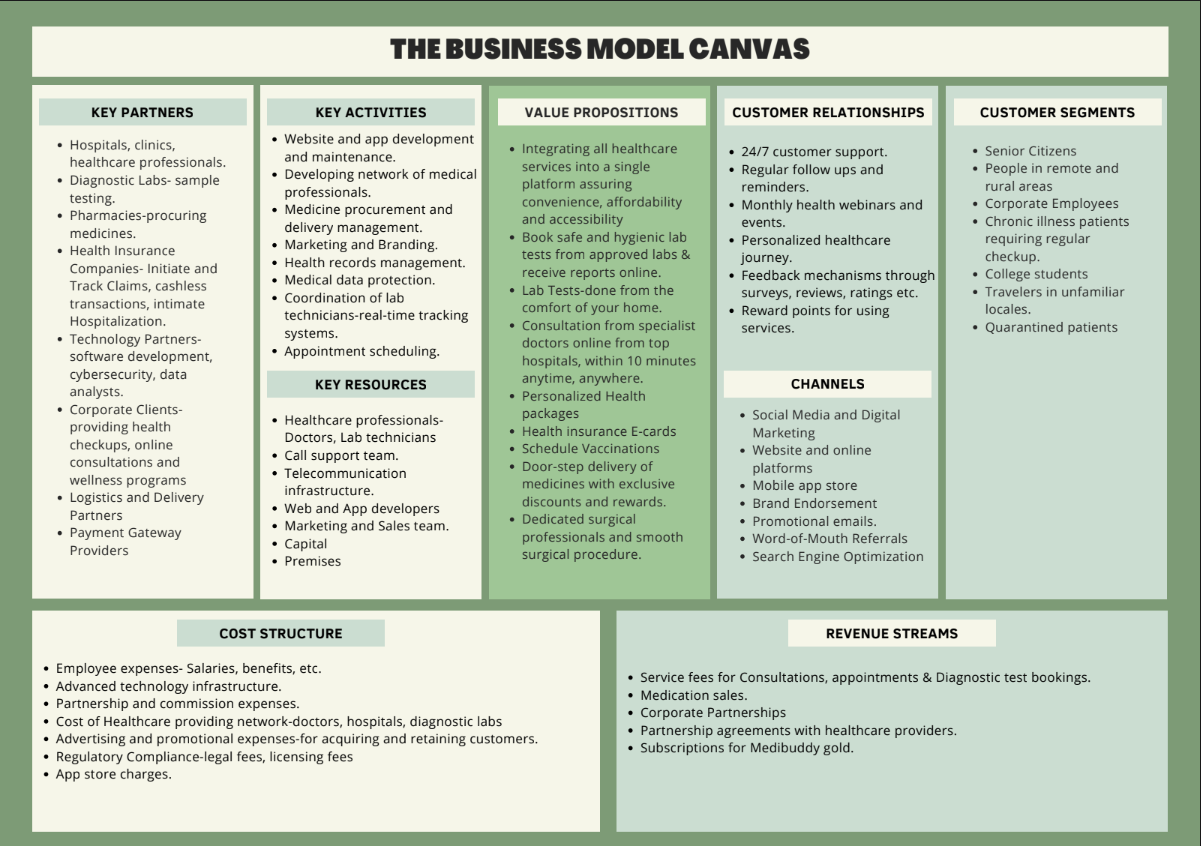 THE BUSINESS MODEL CANVAS
KEY PARTNERS
• Hospitals, clinics,
healthcare professionals.
• Diagnostic Labs- sample
testing.
• Pharmacies-procuring
medicines.
• Health Insurance
Companies- Initiate and
Track Claims, cashless
transactions, intimate
Hospitalization.
• Technology Partners-
software development,
cybersecurity, data
analysts.
• Corporate Clients-
providing health
checkups, online
consultations and
wellness programs
• Logistics and Delivery
Partners
• Payment Gateway
Providers
KEY ACTIVITIES
• Website and app development
and maintenance.
• Developing network of medical
professionals.
• Medicine procurement and
delivery management.
• Marketing and Branding.
• Health records management.
• Medical data protection.
• Coordination of lab
technicians-real-time tracking
systems.
• Appointment scheduling.
KEY RESOURCES
• Healthcare professionals-
Doctors, Lab technicians
• Call support team.
• Telecommunication
infrastructure.
• Web and App developers
• Marketing and Sales team.
• Capital
• Premises
VALUE PROPOSITIONS
• Integrating all healthcare
services into a single
platform assuring
convenience, affordability
and accessibility
• Book safe and hygienic lab
tests from approved labs &
receive reports online.
• Lab Tests-done from the
comfort of your home.
• Consultation from specialist
doctors online from top
hospitals, within 10 minutes
anytime, anywhere.
• Personalized Health
packages
• Health insurance E-cards
• Schedule Vaccinations
• Door-step delivery of
medicines with exclusive
discounts and rewards.
• Dedicated surgical
professionals and smooth
surgical procedure.
CUSTOMER RELATIONSHIPS
• 24/7 customer support.
• Regular follow ups and
reminders.
• Monthly health webinars and
events.
• Personalized healthcare
journey.
• Feedback mechanisms through
surveys, reviews, ratings etc.
• Reward points for using
services.
CHANNELS
• Social Media and Digital
Marketing
• Website and online
platforms
• Mobile app store
• Brand Endorsement
• Promotional emails.
• Word-of-Mouth Referrals
• Search Engine Optimization
CUSTOMER SEGMENTS
• Senior Citizens
• People in remote and
rural areas
• Corporate Employees
• Chronic illness patients
requiring regular
checkup.
• College students
• Travelers in unfamiliar
locales.
• Quarantined patients
COST STRUCTURE
• Employee expenses- Salaries, benefits, etc.
• Advanced technology infrastructure.
• Partnership and commission expenses.
• Cost of Healthcare providing network-doctors, hospitals, diagnostic labs
• Advertising and promotional expenses-for acquiring and retaining customers.
• Regulatory Compliance-legal fees, licensing fees
• App store charges.
REVENUE STREAMS
• Service fees for Consultations, appointments & Diagnostic test bookings.
• Medication sales.
• Corporate Partnerships
• Partnership agreements with healthcare providers.
• Subscriptions for Medibuddy gold.